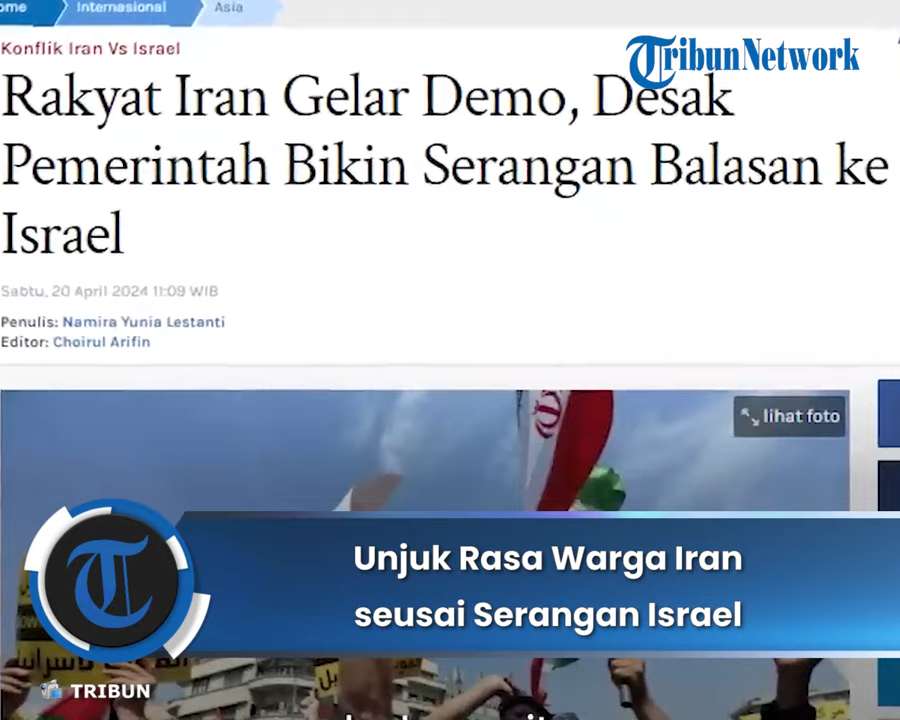 ome Internasional Asia
Konflik Iran Vs Israel
TribunNetwork
Rakyat Iran Gelar Demo, Desak
Pemerintah Bikin Serangan Balasan ke
Israel
Sabtu, 20 April 2024 11:09 WIB
Penulis: Namira Yunia Lestanti
Editor: Choirul Arifin
lihat foto
Unjuk Rasa Warga Iran
seusai Serangan Israel
T
TRIBUN